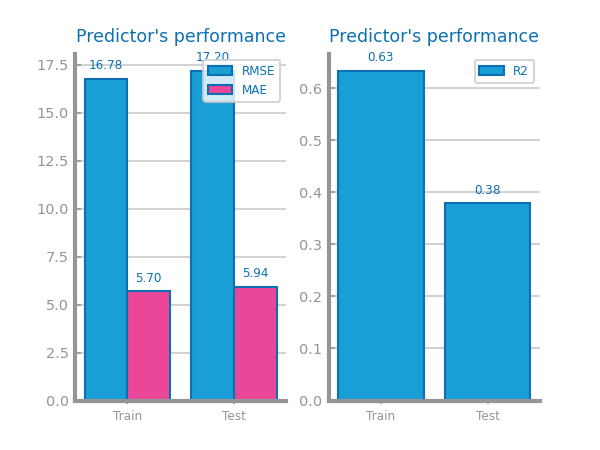 Predictor's performance
17.5
15.0
12.5
10.0
7.5
5.0
2.5
0.0
16.78
17.20
5.70
5.94
RMSE
MAE
Train
Test
Predictor's performance
0.6
0.5
0.4
0.3
0.2
0.1
0.0
0.63
0.38
R2
Train
Test